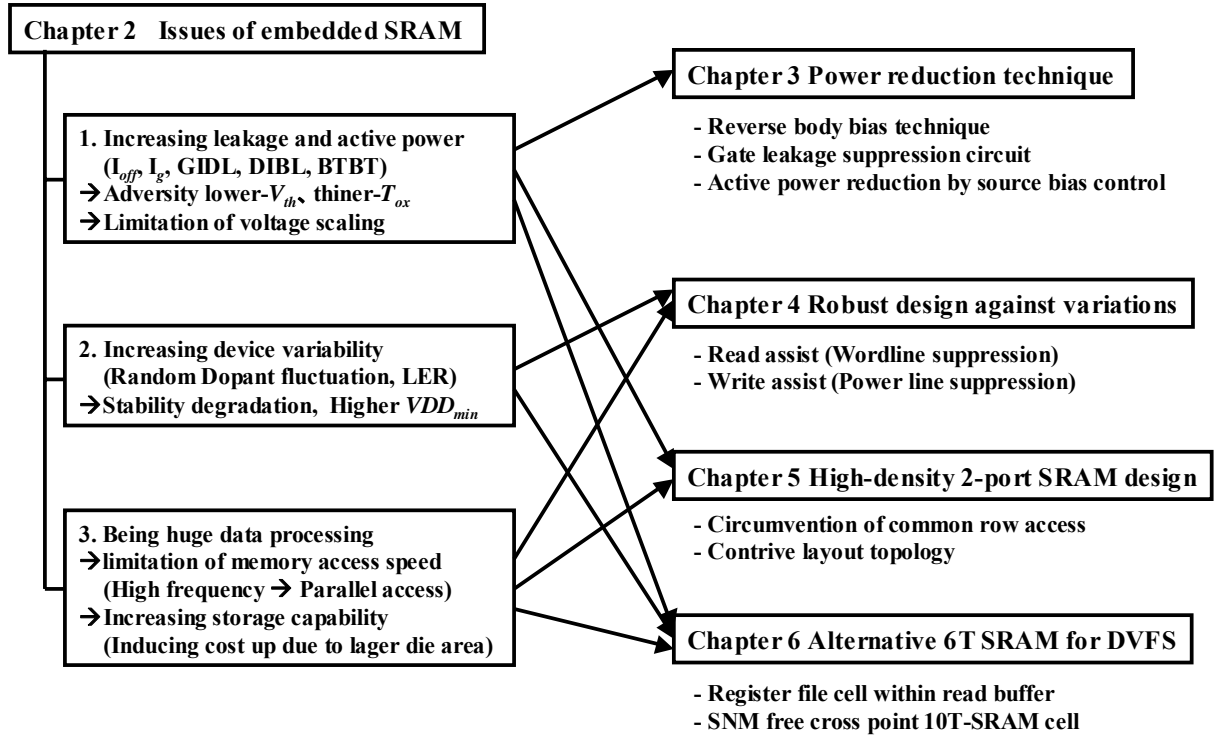 Chapter 2 Issues of embedded SRAM
1. Increasing leakage and active power
(Ioff, Ig, GIDL, DIBL, BTBT)
→Adversity lower-Vth、thiner-Tox
→Limitation of voltage scaling
2. Increasing device variability
(Random Dopant fluctuation, LER)
→Stability degradation, Higher VDDmin
3. Being huge data processing
→limitation of memory access speed
(High frequency → Parallel access)
→Increasing storage capability
(Inducing cost up due to lager die area)
Chapter 3 Power reduction technique
- Reverse body bias technique
- Gate leakage suppression circuit
- Active power reduction by source bias control
Chapter 4 Robust design against variations
- Read assist (Wordline suppression)
- Write assist (Power line suppression)
Chapter 5 High-density 2-port SRAM design
- Circumvention of common row access
- Contrive layout topology
Chapter 6 Alternative 6T SRAM for DVFS
- Register file cell within read buffer
- SNM free cross point 10T-SRAM cell